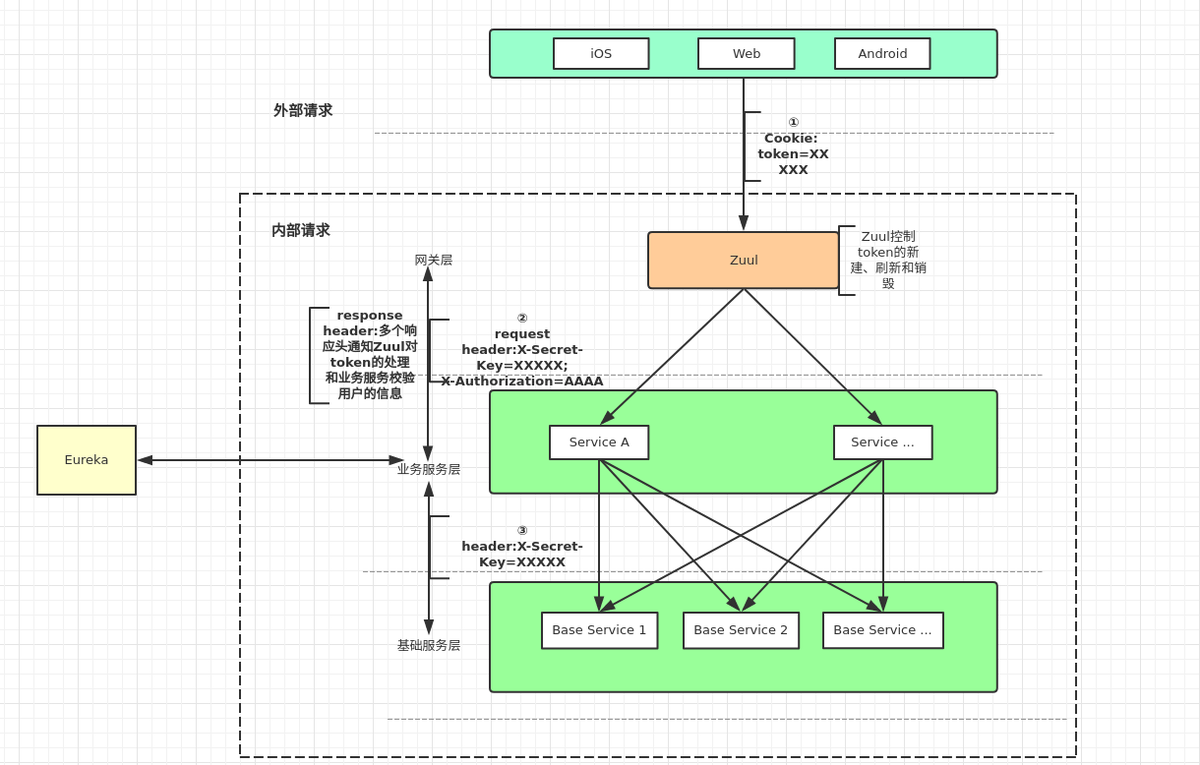 iOS
Web
Android
外部请求
①
Cookie:
token=XX
XXX
内部请求
网关层
Zuul
Zuul控制
token的新
建、刷新和销
毁
response
header:多个响
应头通知Zuul对
token的处理
和业务服务校验
用户的信息
②
request
header:X-Secret-
Key=XXXXX;
X-Authorization=AAAA
Service A
Service ...
Eureka
业务服务层
③
header:X-Secret-
Key=XXXXX
Base Service 1
Base Service 2
Base Service ...
基础服务层